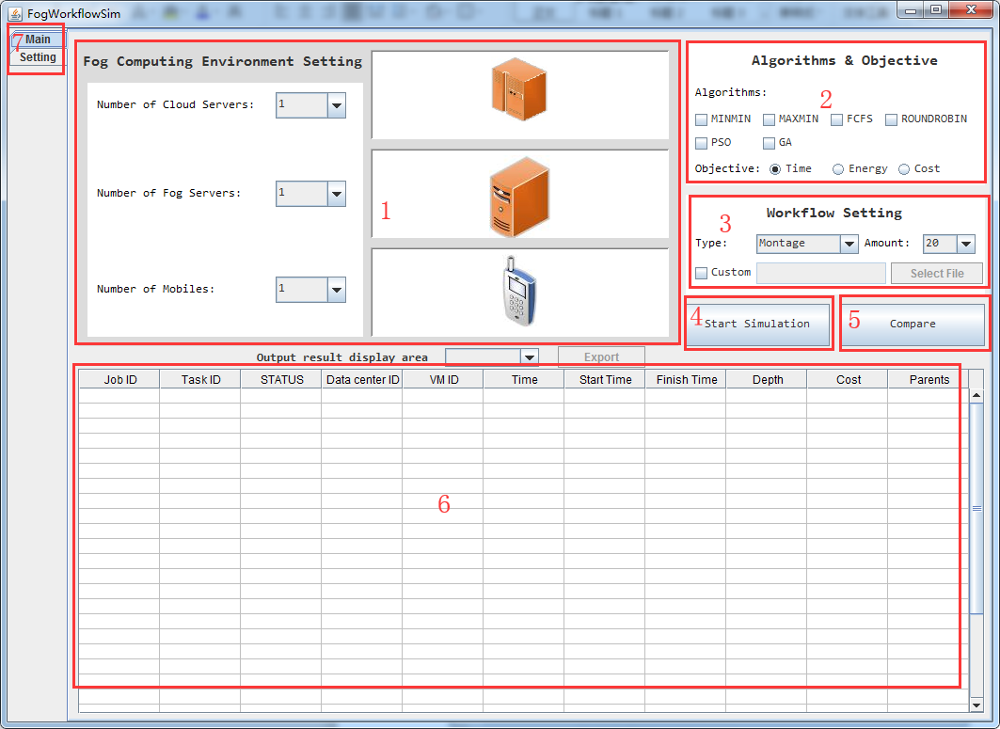 FogWorkflowSim
7 Main
Setting
Fog Computing Environment Setting
Number of Cloud Servers: 1
Number of Fog Servers: 1
Number of Mobiles: 1
1
Algorithms & Objective
Algorithms: 2
MINMIN MAXMIN FCFS ROUNDROBIN
PSO GA
Objective: Time Energy Cost
Workflow Setting
3
Type: Montage Amount: 20
Custom Select File
4 Start Simulation
5 Compare
Output result display area Export
Job ID Task ID STATUS Data center ID VM ID Time Start Time Finish Time Depth Cost Parents
6